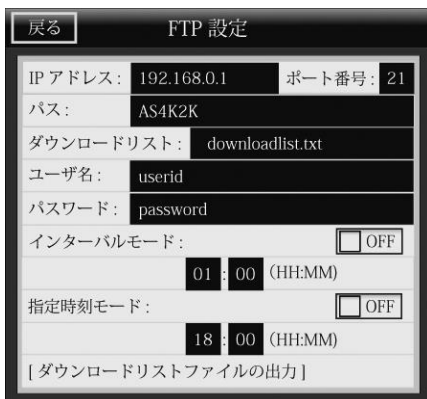 戻る FTP 設定
IP アドレス : 192.168.0.1 ポート番号 : 21
パス : AS4K2K
ダウンロードリスト : downloadlist.txt
ユーザ名 : userid
パスワード : password
インターバルモード : OFF
01 : 00 (HH:MM)
指定時刻モード : OFF
18 : 00 (HH:MM)
[ ダウンロードリストファイルの出力 ]